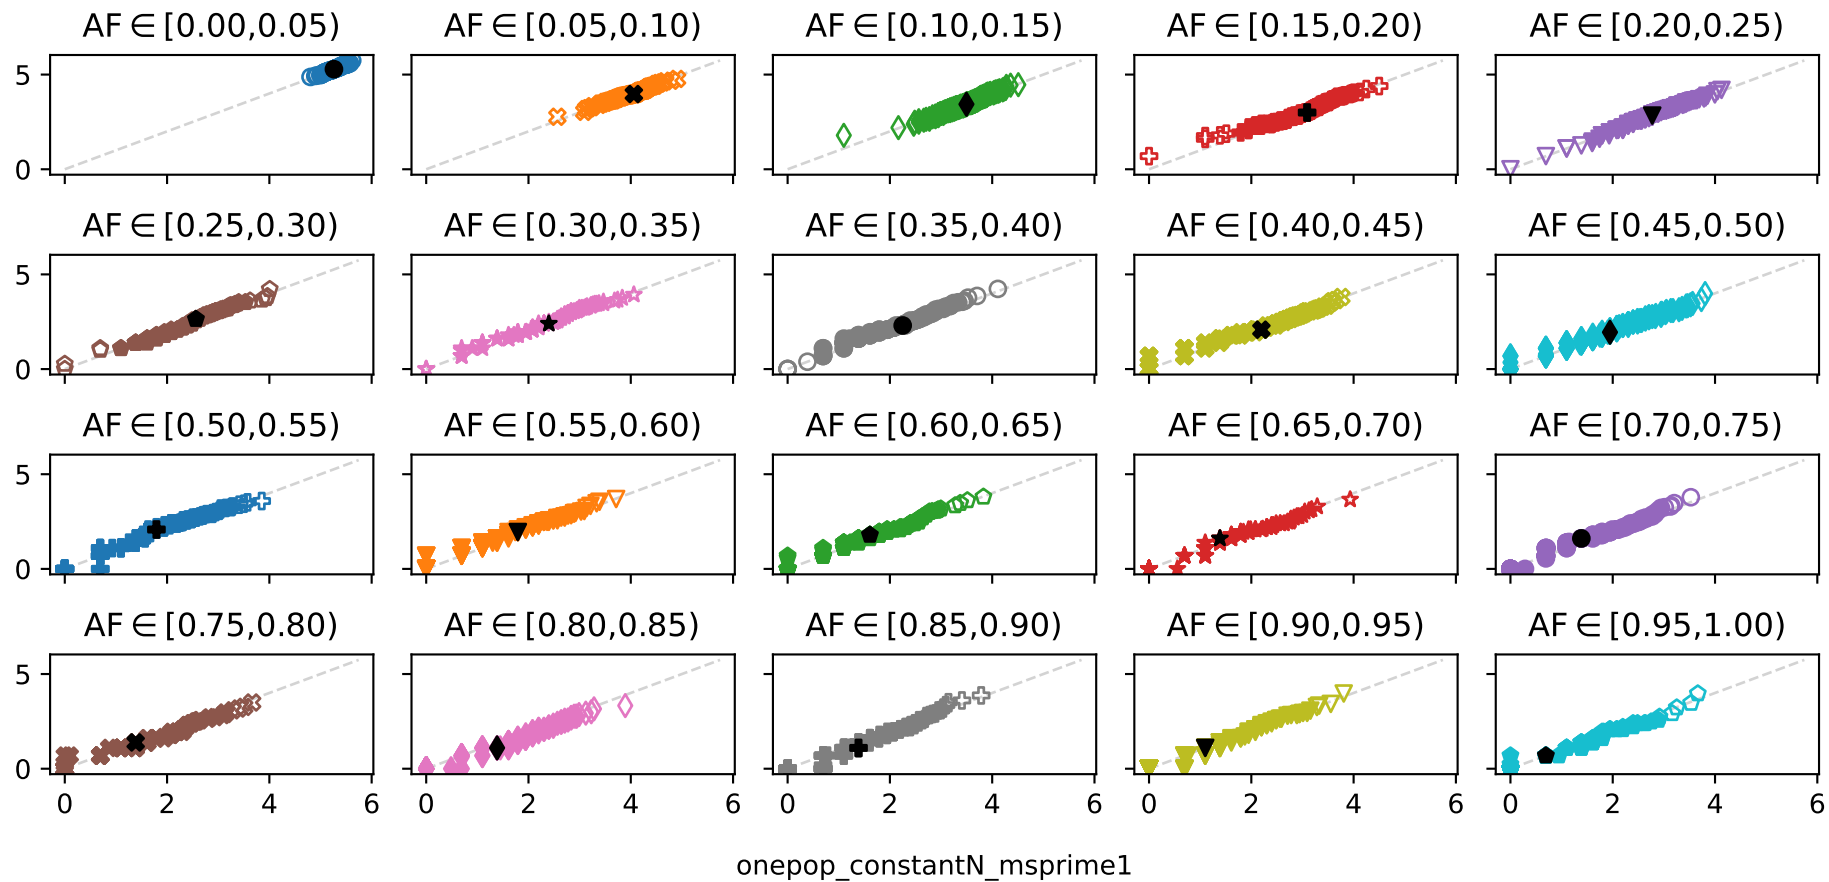 AF ∈ [0.00,0.05) AF ∈ [0.05,0.10) AF ∈ [0.10,0.15) AF ∈ [0.15,0.20) AF ∈ [0.20,0.25)
5
0
AF ∈ [0.25,0.30) AF ∈ [0.30,0.35) AF ∈ [0.35,0.40) AF ∈ [0.40,0.45) AF ∈ [0.45,0.50)
5
0
AF ∈ [0.50,0.55) AF ∈ [0.55,0.60) AF ∈ [0.60,0.65) AF ∈ [0.65,0.70) AF ∈ [0.70,0.75)
5
0
AF ∈ [0.75,0.80) AF ∈ [0.80,0.85) AF ∈ [0.85,0.90) AF ∈ [0.90,0.95) AF ∈ [0.95,1.00)
5
0
0 2 4 6 0 2 4 6 0 2 4 6 0 2 4 6 0 2 4 6
onepop_constantN_msprime1